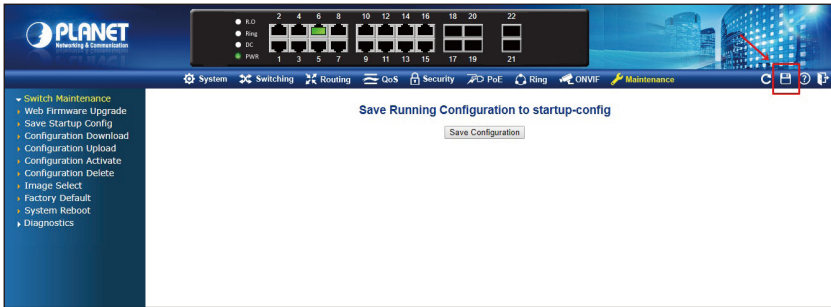 PLANET
Networking & Communication
R.O
Ring
DC
PWR
2 4 6 8 10 12 14 16 18 20 22
1 3 5 7 9 11 13 15 17 19 21
System Switching Routing QoS Security PoE Ring ONVIF Maintenance
Switch Maintenance
Web Firmware Upgrade
Save Startup Config
Configuration Download
Configuration Upload
Configuration Activate
Configuration Delete
Image Select
Factory Default
System Reboot
Diagnostics
Save Running Configuration to startup-config
Save Configuration